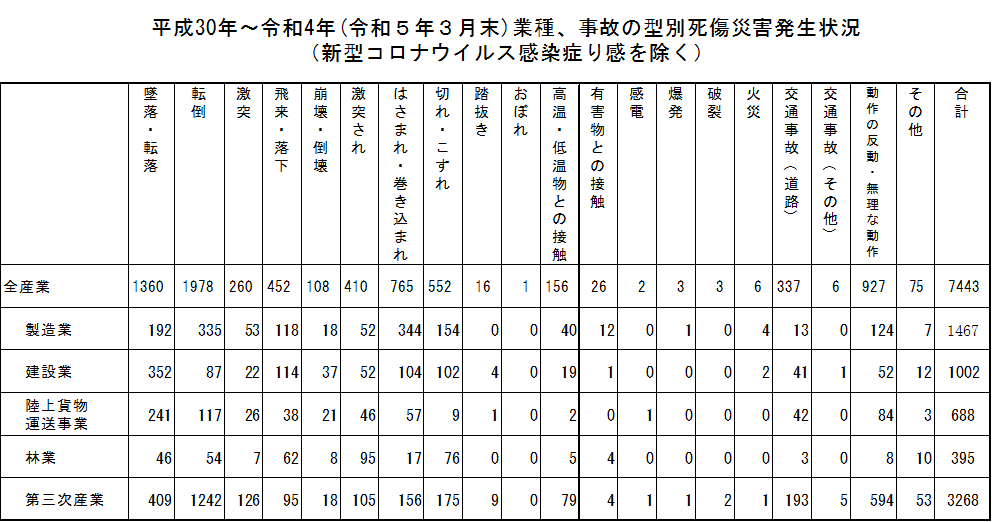 平成30年～令和4年(令和５年３月末)業種、事故の型別死傷災害発生状況
（新型コロナウイルス感染症り感を除く）
墜落・転落 転倒 激突 飛来・落下 崩壊・倒壊 激突され はさまれ・巻き込まれ 切れ・こすれ 踏抜き おぼれ 高温・低温物との接触 有害物との接触 感電 爆発 破裂 火災 交通事故（道路） 交通事故（その他） 動作の反動・無理な動作 その他 合計
全産業 1360 1978 260 452 108 410 765 552 16 1 156 26 2 3 3 6 337 6 927 75 7443
製造業 192 335 53 118 18 52 344 154 0 0 40 12 0 1 0 4 13 0 124 7 1467
建設業 352 87 22 114 37 52 104 102 4 0 19 1 0 0 0 2 41 1 52 12 1002
陸上貨物
運送事業 241 117 26 38 21 46 57 9 1 0 2 0 1 0 0 0 42 0 84 3 688
林業 46 54 7 62 8 95 17 76 0 0 5 4 0 0 0 0 3 0 8 10 395
第三次産業 409 1242 126 95 18 105 156 175 9 0 79 4 1 1 2 1 193 5 594 53 3268